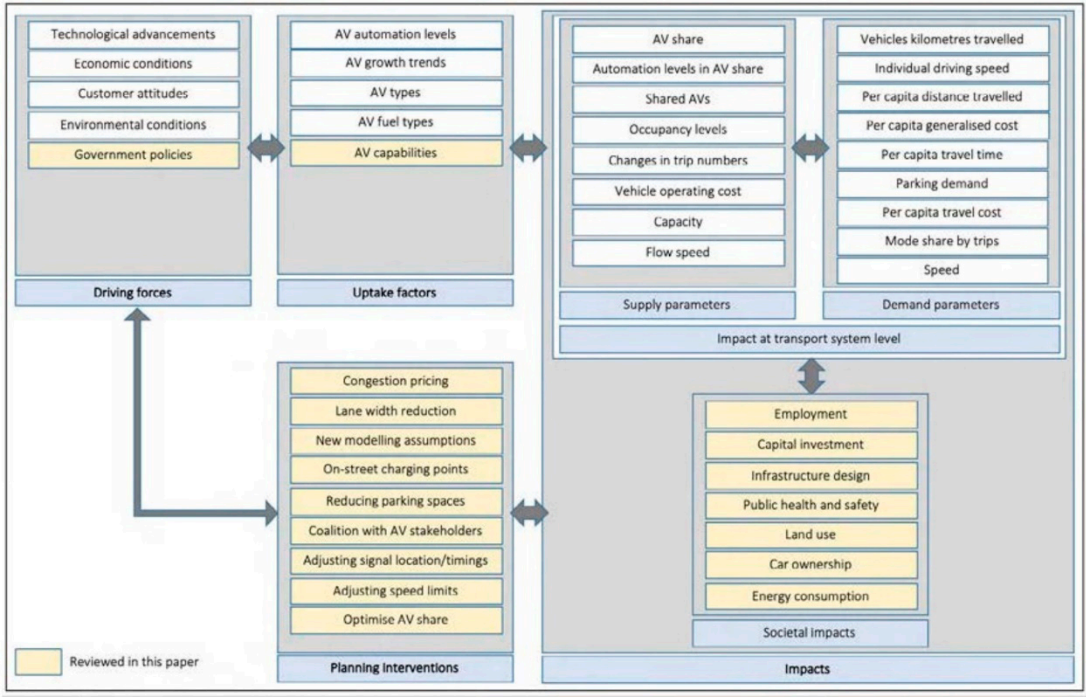 Technological advancements
Economic conditions
Customer attitudes
Environmental conditions
Government policies
Driving forces
AV automation levels
AV growth trends
AV types
AV fuel types
AV capabilities
Uptake factors
AV share
Automation levels in AV share
Shared AVs
Occupancy levels
Changes in trip numbers
Vehicle operating cost
Capacity
Flow speed
Supply parameters
Vehicles kilometres travelled
Individual driving speed
Per capita distance travelled
Per capita generalised cost
Per capita travel time
Parking demand
Per capita travel cost
Mode share by trips
Speed
Demand parameters
Impact at transport system level
Congestion pricing
Lane width reduction
New modelling assumptions
On-street charging points
Reducing parking spaces
Coalition with AV stakeholders
Adjusting signal location/timings
Adjusting speed limits
Optimise AV share
Planning Interventions
Employment
Capital investment
Infrastructure design
Public health and safety
Land use
Car ownership
Energy consumption
Societal impacts
Impacts
Reviewed in this paper